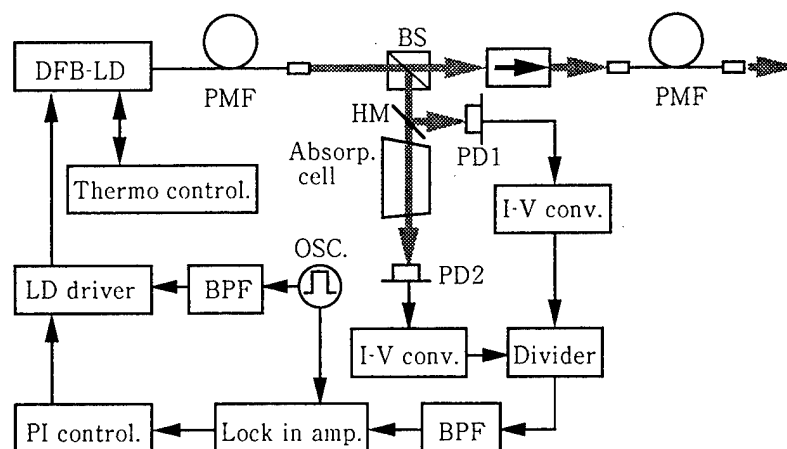 BS
DFB-LD
PMF
PMF
HM
PD1
Absorp.
cell
Thermo control.
I-V conv.
OSC.
LD driver
BPF
PD2
I-V conv.
Divider
PI control.
Lock in amp.
BPF